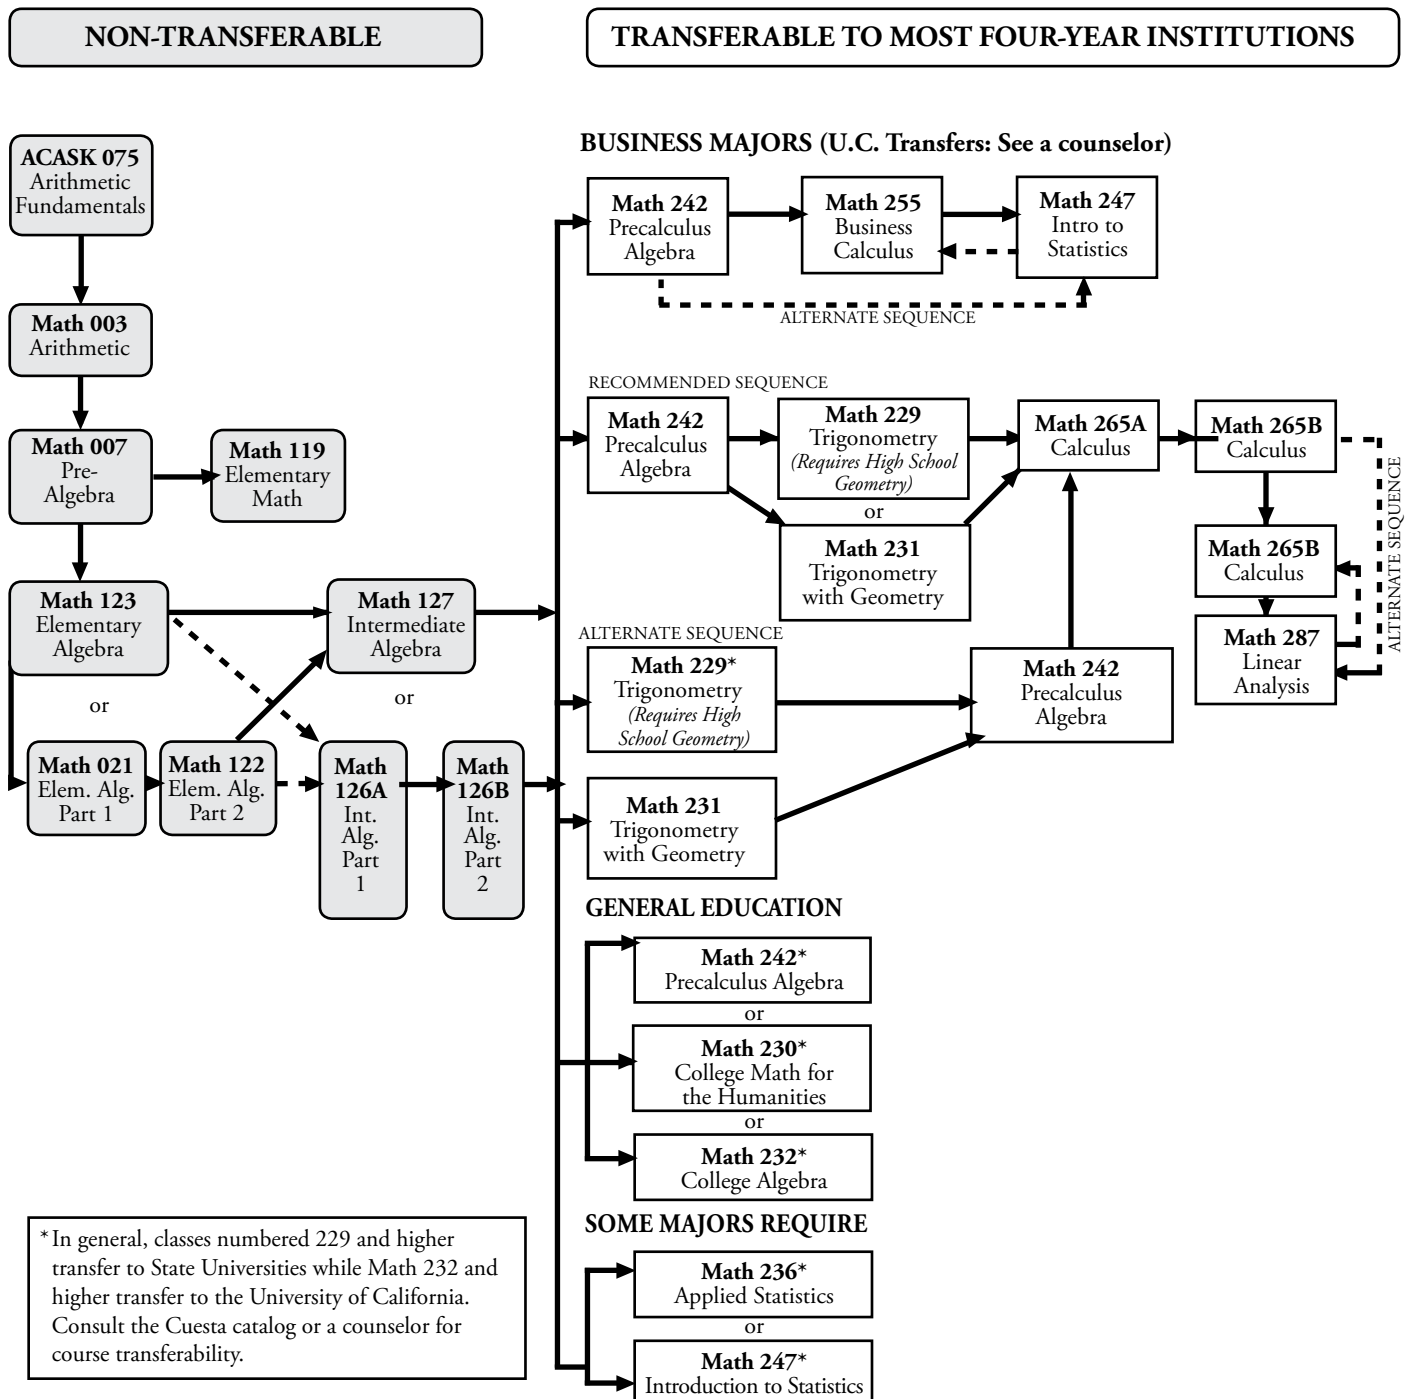 NON-TRANSFERABLE
TRANSFERABLE TO MOST FOUR-YEAR INSTITUTIONS
ACASK 075
Arithmetic
Fundamentals
Math 003
Arithmetic
Math 007
Pre-
Algebra
Math 119
Elementary
Math
Math 123
Elementary
Algebra
or
Math 021
Elem. Alg.
Part 1
Math 122
Elem. Alg.
Part 2
Math 127
Intermediate
Algebra
or
Math
126A
Int.
Alg.
Part
1
Math
126B
Int.
Alg.
Part
2
BUSINESS MAJORS (U.C. Transfers: See a counselor)
Math 242
Precalculus
Algebra
Math 255
Business
Calculus
Math 247
Intro to
Statistics
ALTERNATE SEQUENCE
RECOMMENDED SEQUENCE
Math 242
Precalculus
Algebra
Math 229
Trigonometry
(Requires High School
Geometry)
or
Math 231
Trigonometry
with Geometry
Math 265A
Calculus
Math 265B
Calculus
Math 265B
Calculus
Math 287
Linear
Analysis
ALTERNATE SEQUENCE
ALTERNATE SEQUENCE
Math 229*
Trigonometry
(Requires High
School Geometry)
Math 231
Trigonometry
with Geometry
Math 242
Precalculus
Algebra
GENERAL EDUCATION
Math 242*
Precalculus Algebra
or
Math 230*
College Math for
the Humanities
or
Math 232*
College Algebra
SOME MAJORS REQUIRE
Math 236*
Applied Statistics
or
Math 247*
Introduction to Statistics
* In general, classes numbered 229 and higher
transfer to State Universities while Math 232 and
higher transfer to the University of California.
Consult the Cuesta catalog or a counselor for
course transferability.